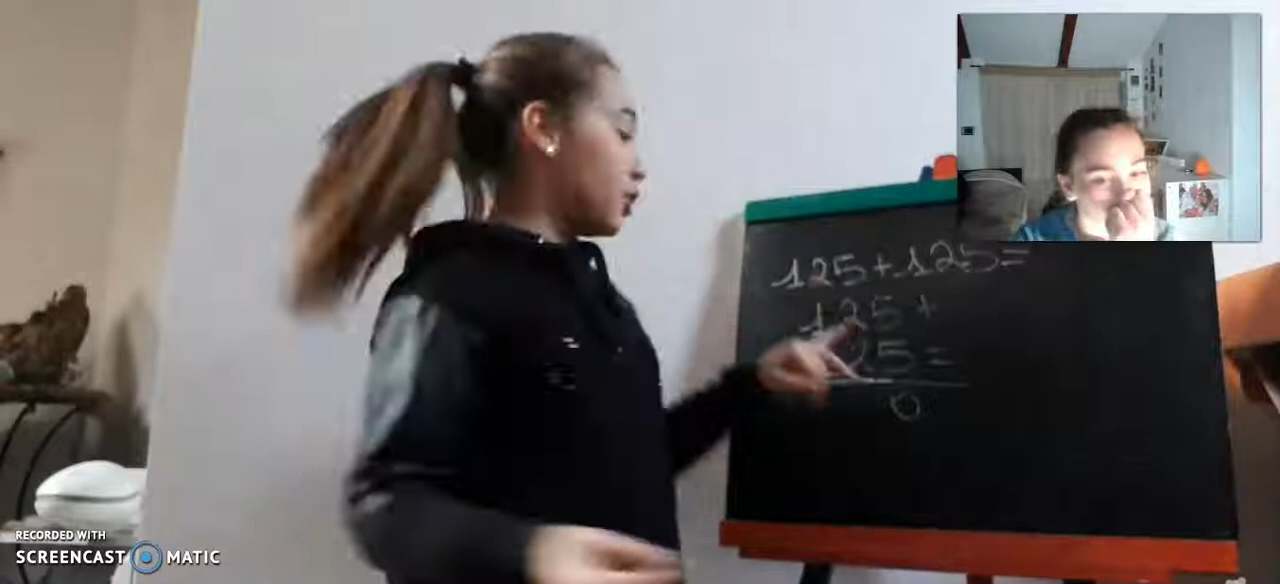 125+125=
125+
25=
0
RECORDED WITH
SCREENCAST MATIC